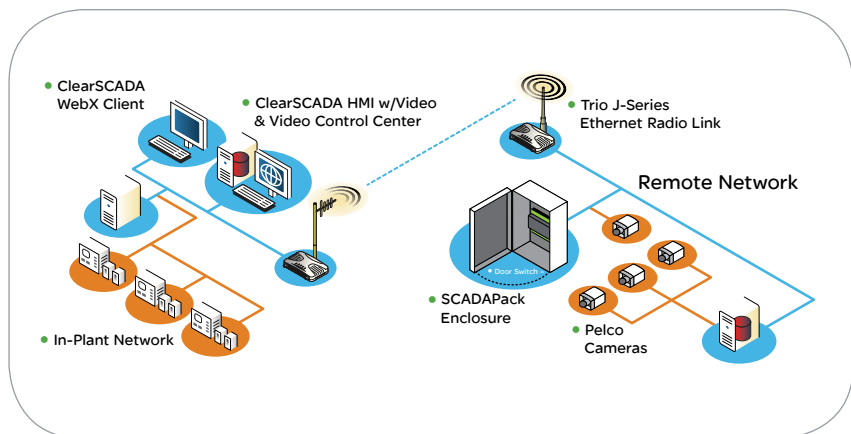 ClearSCADA
WebX Client
ClearSCADA HMI w/Video
& Video Control Center
Trio J-Series
Ethernet Radio Link
Remote Network
Door Switch
SCADAPack
Enclosure
In-Plant Network
Pelco
Cameras